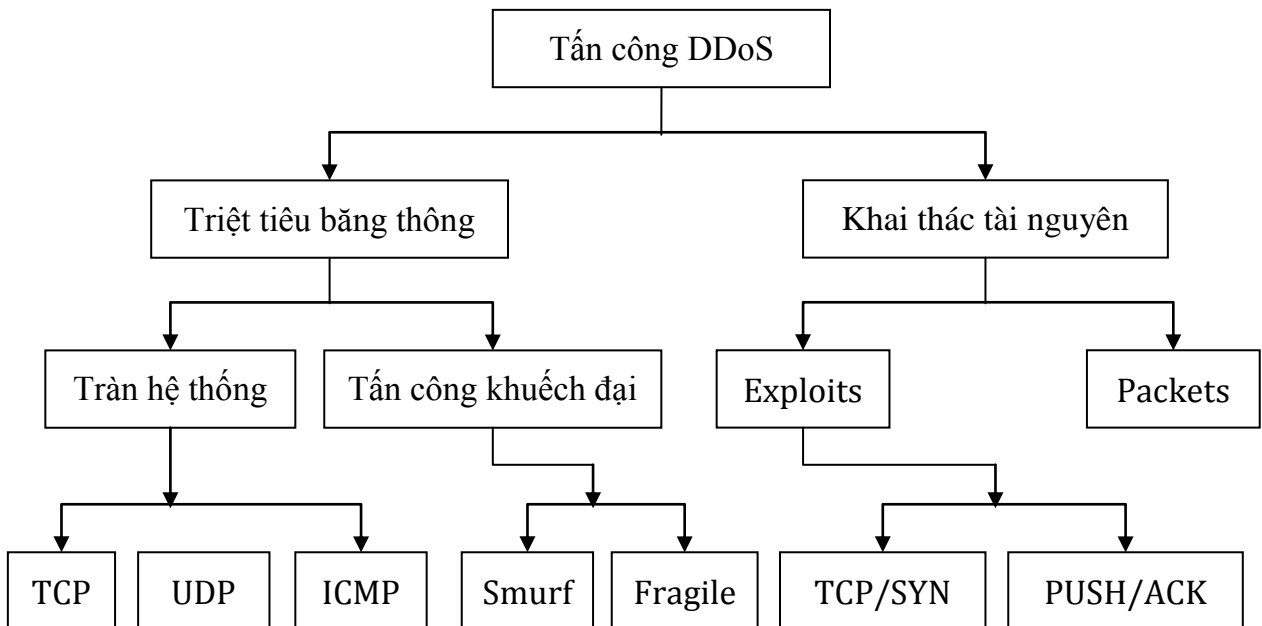 Tấn công DDoS
Triệt tiêu băng thông
Khai thác tài nguyên
Tràn hệ thống
Tấn công khuếch đại
Exploits
Packets
TCP
UDP
ICMP
Smurf
Fragile
TCP/SYN
PUSH/ACK